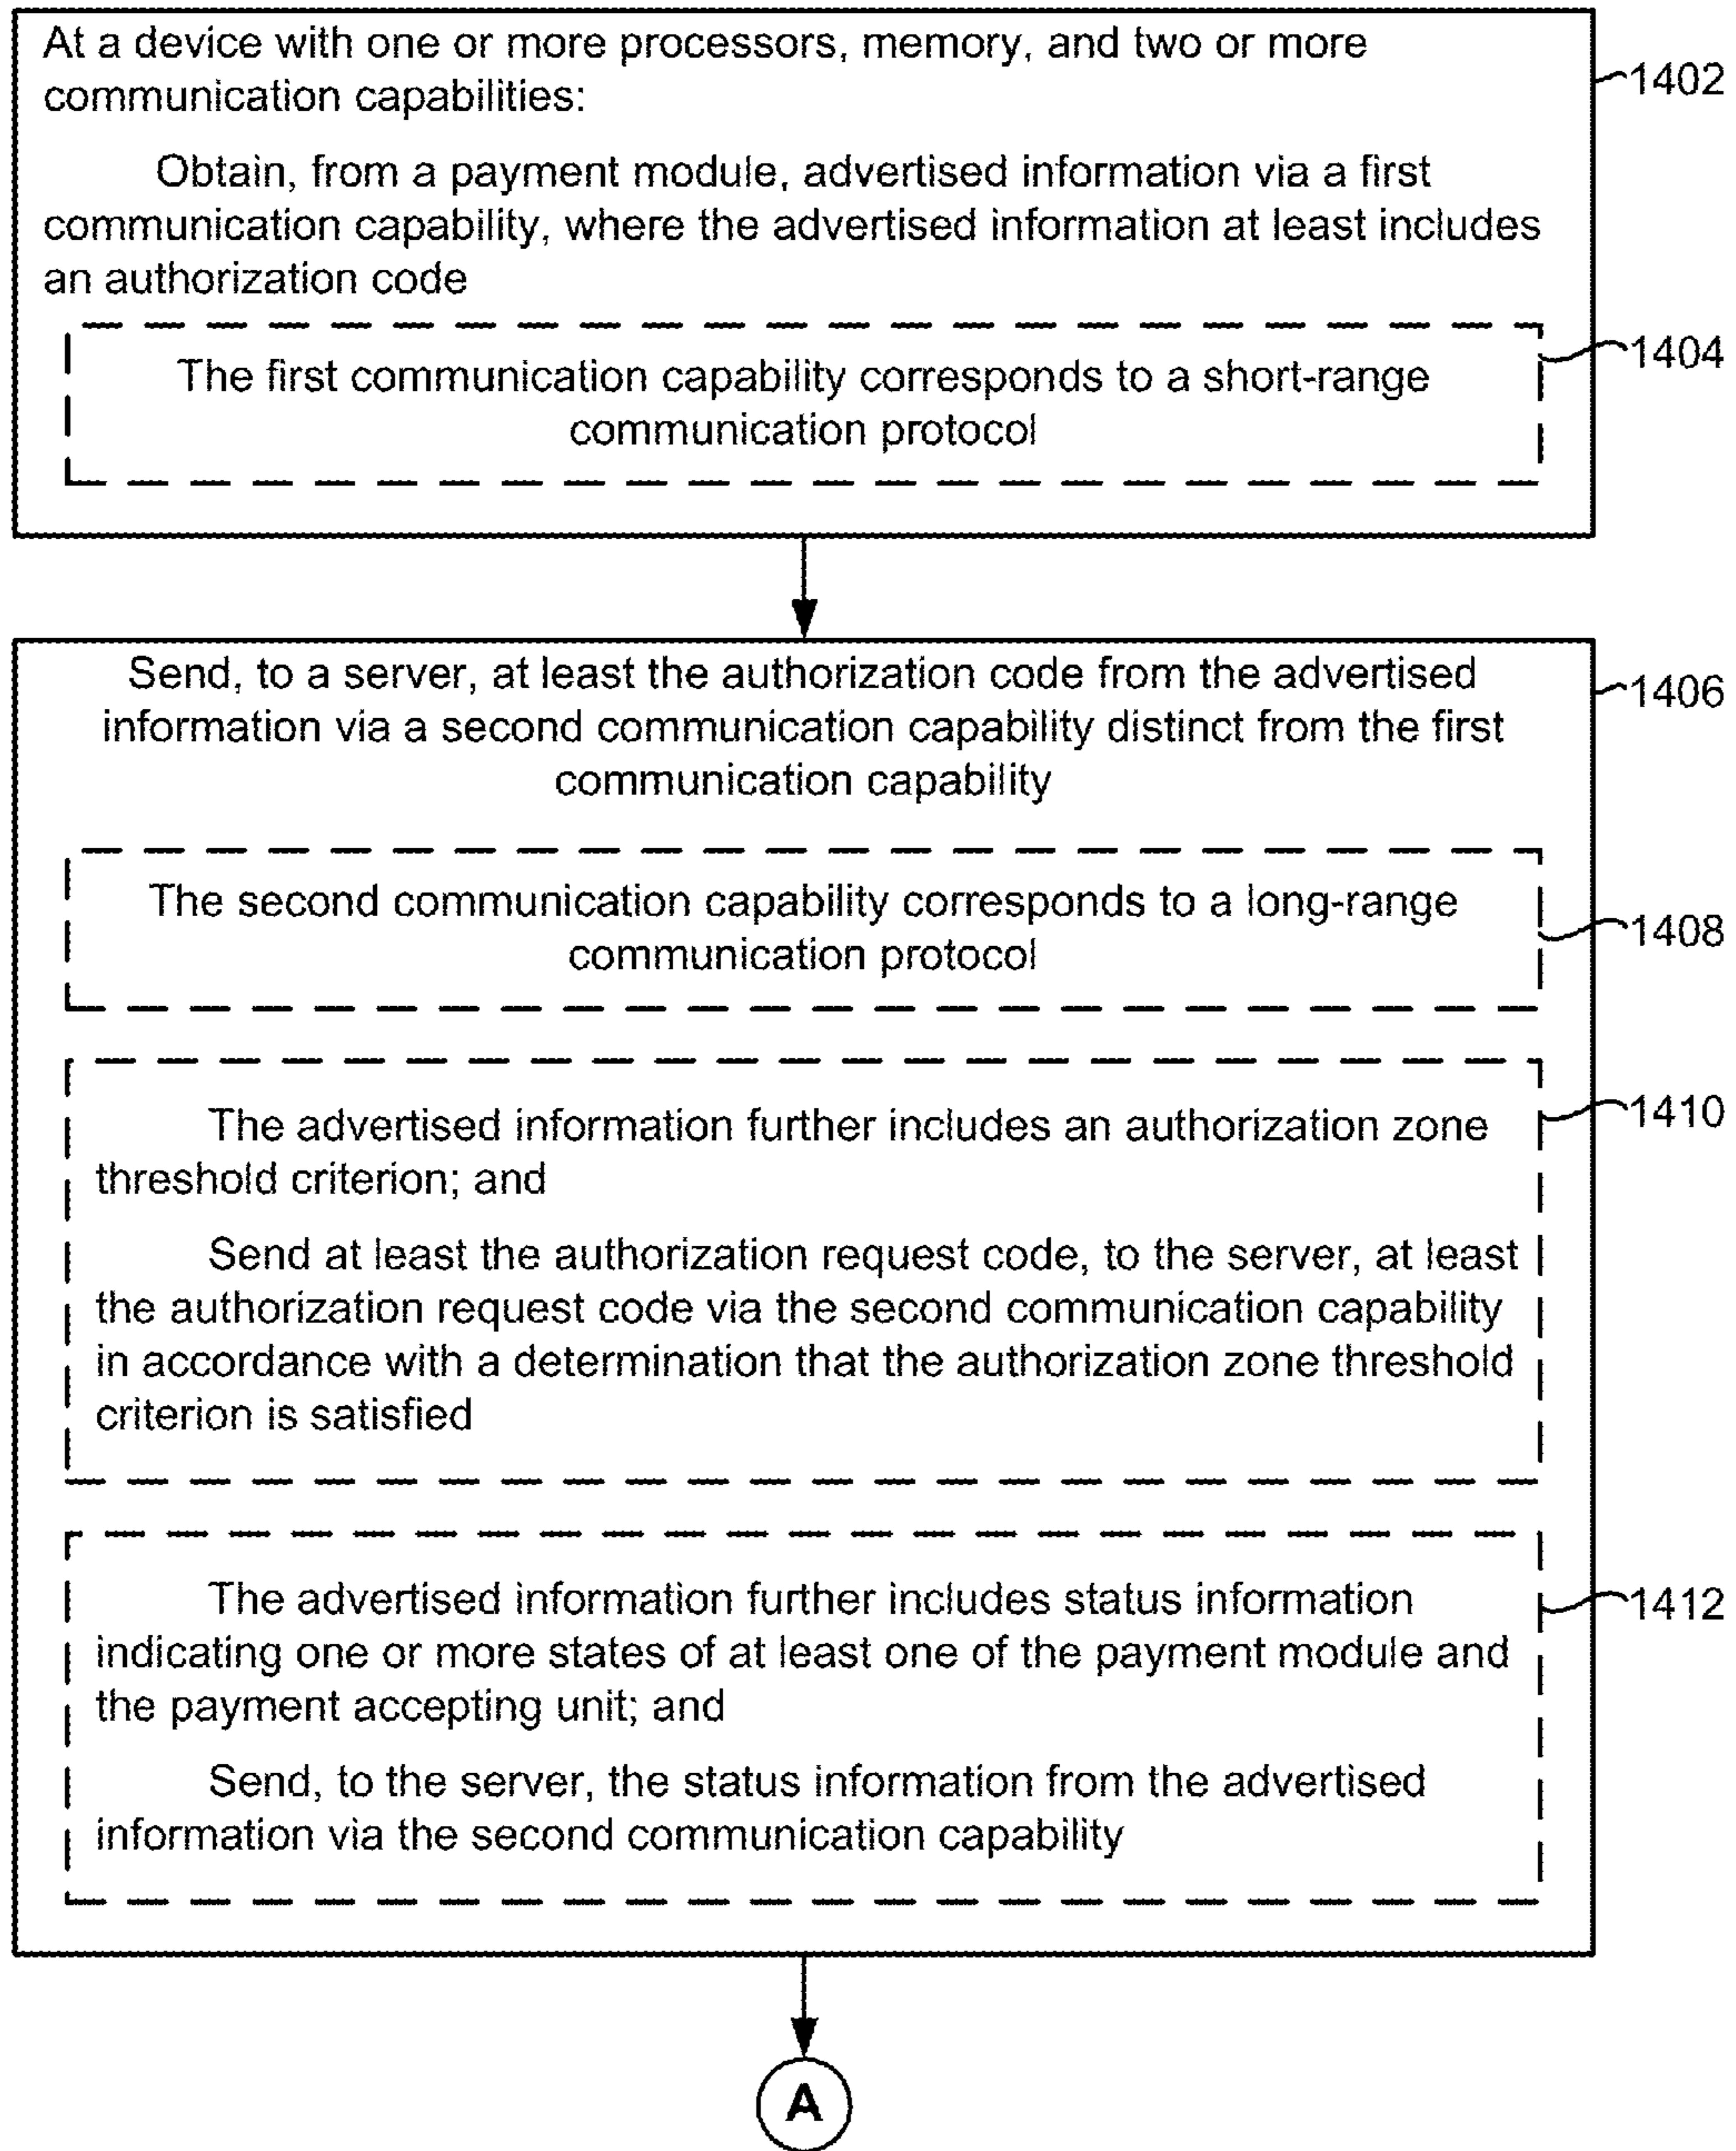 At a device with one or more processors, memory, and two or more
communication capabilities:
1402
Obtain, from a payment module, advertised information via a first
communication capability, where the advertised information at least includes
an authorization code
The first communication capability corresponds to a short-range
communication protocol
1404
Send, to a server, at least the authorization code from the advertised
information via a second communication capability distinct from the first
communication capability
1406
The second communication capability corresponds to a long-range
communication protocol
1408
The advertised information further includes an authorization zone
threshold criterion; and
1410
Send at least the authorization request code, to the server, at least
the authorization request code via the second communication capability
in accordance with a determination that the authorization zone threshold
criterion is satisfied
The advertised information further includes status information
indicating one or more states of at least one of the payment module and
the payment accepting unit; and
1412
Send, to the server, the status information from the advertised
information via the second communication capability
A